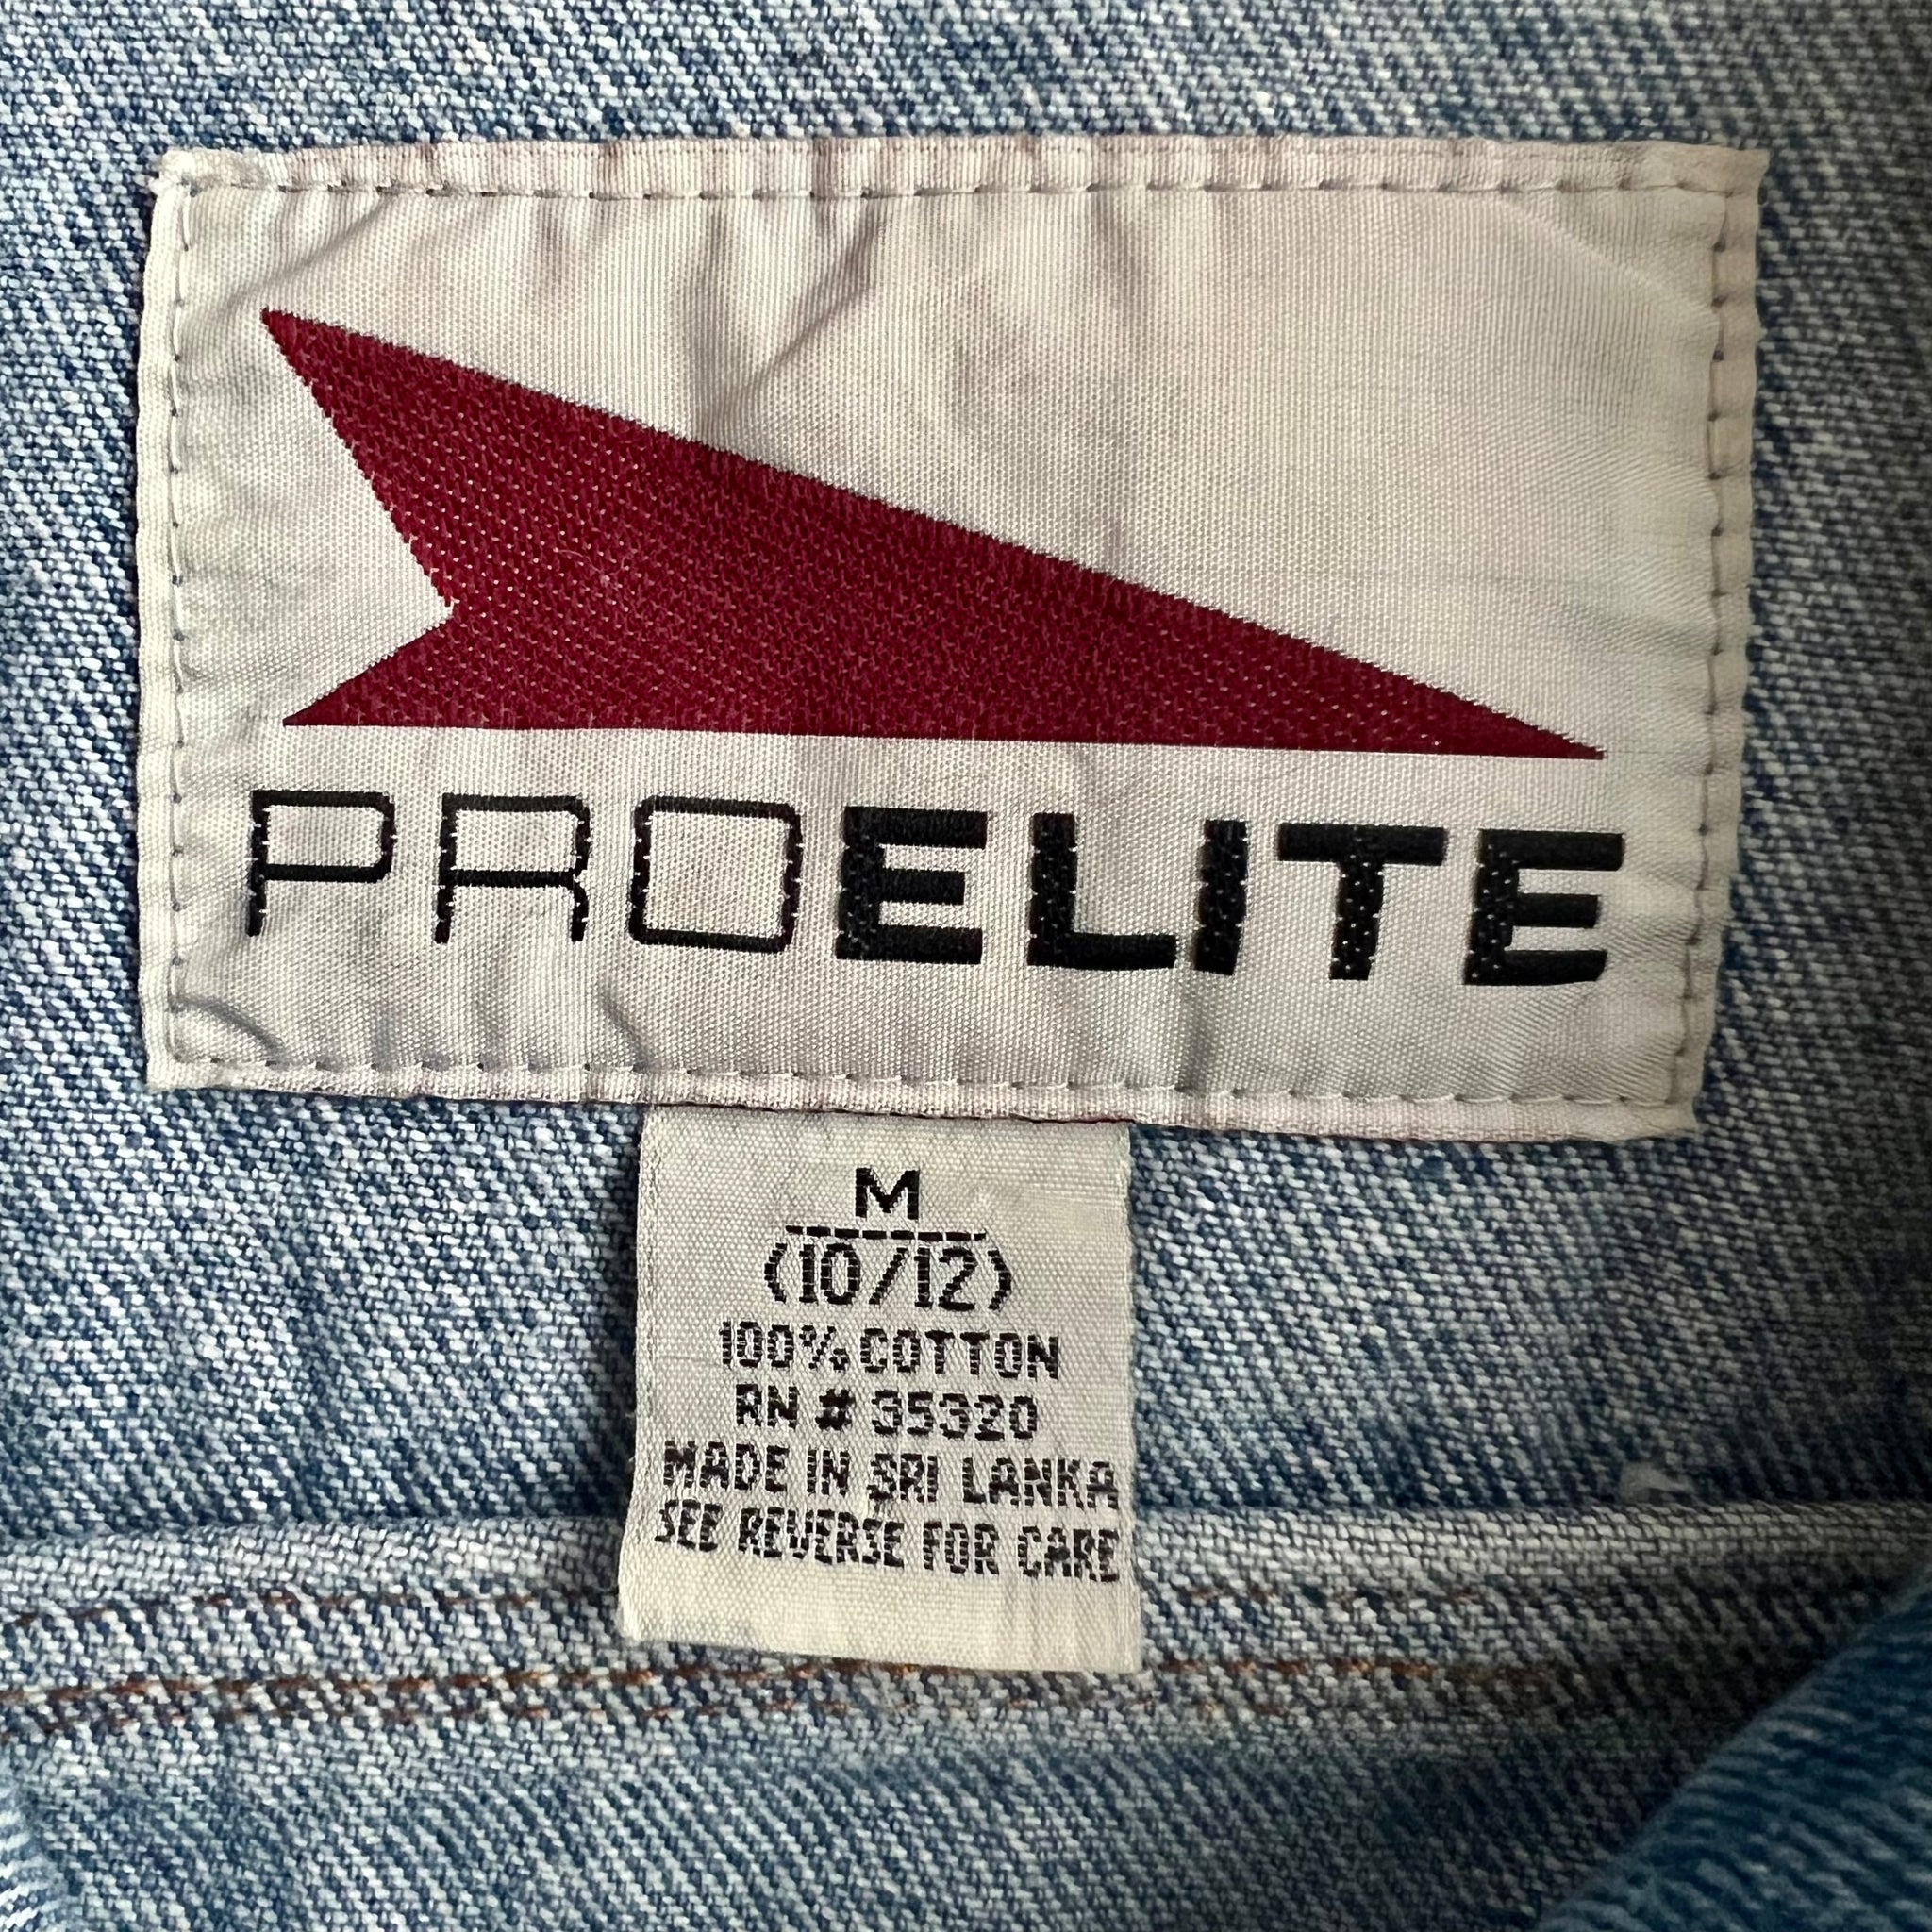 PROELITE
M
(10/12)
100% COTTON
RN # 35320
MADE IN SRI LANKA
SEE REVERSE FOR CARE